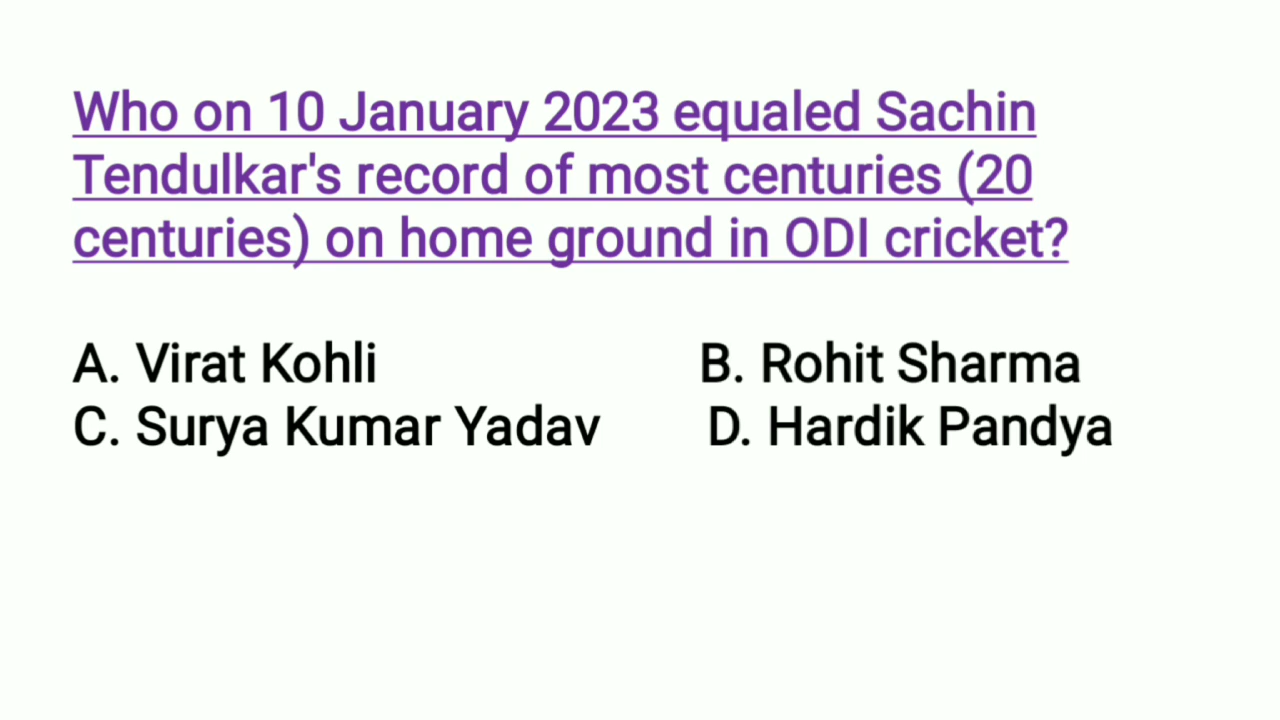 Who on 10 January 2023 equaled Sachin
Tendulkar's record of most centuries (20
centuries) on home ground in ODI cricket?
A. Virat Kohli B. Rohit Sharma
C. Surya Kumar Yadav D. Hardik Pandya